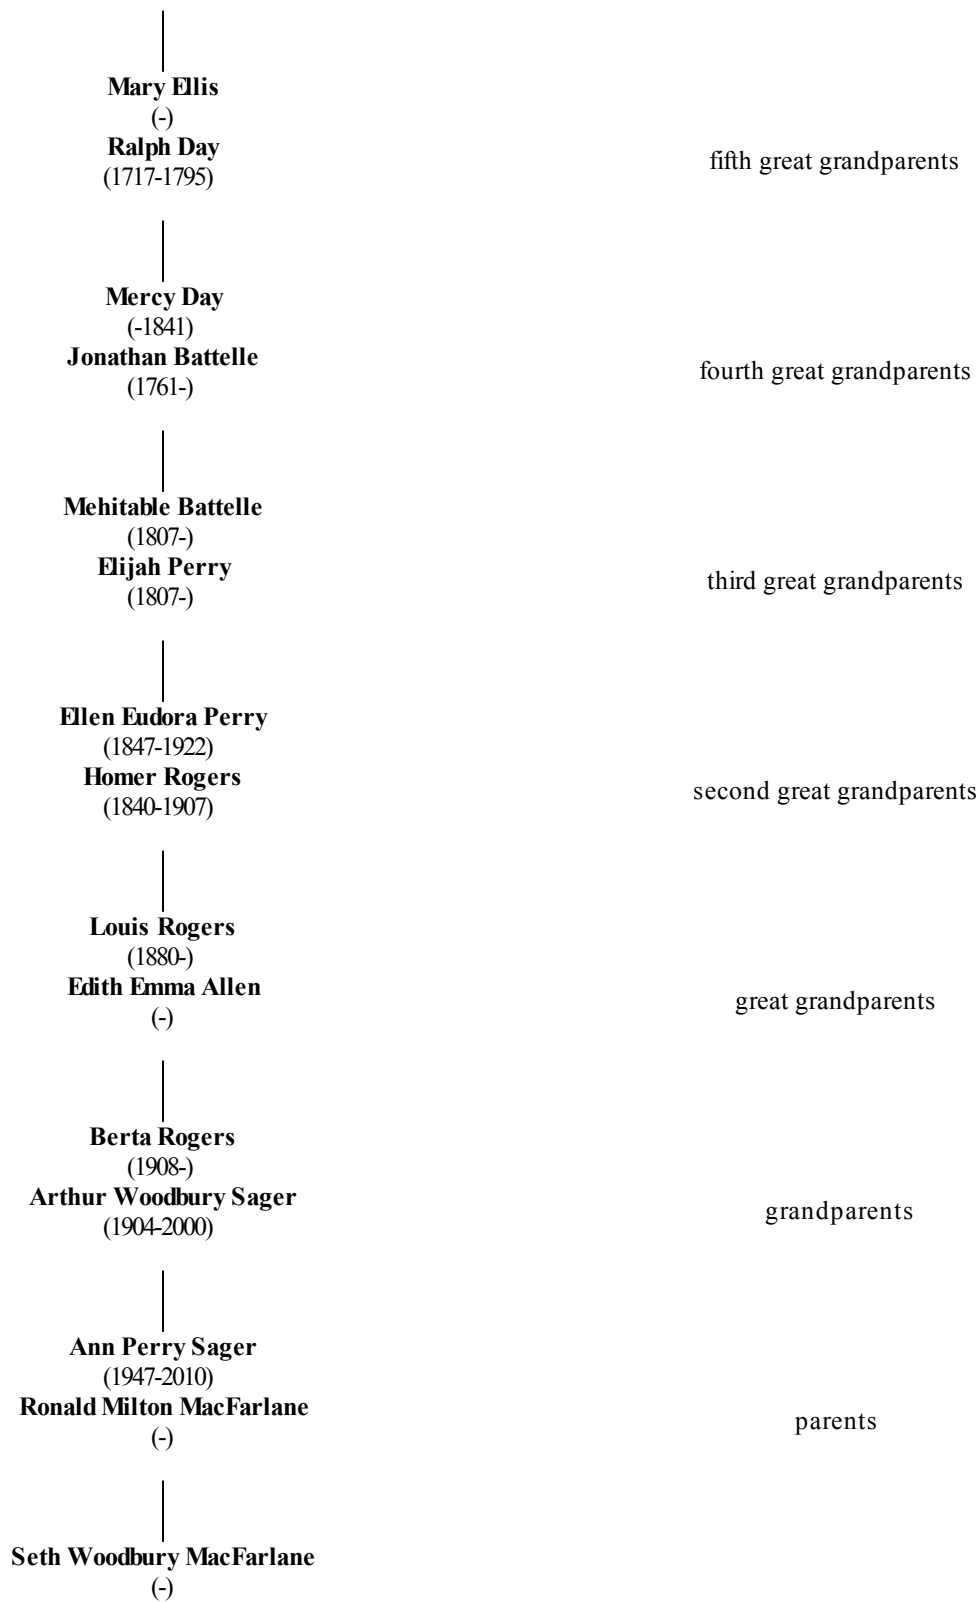 Mary Ellis
(-)
Ralph Day
(1717-1795)
fifth great grandparents
Mercy Day
(-1841)
Jonathan Battelle
(1761-)
fourth great grandparents
Mehitable Battelle
(1807-)
Elijah Perry
(1807-)
third great grandparents
Ellen Eudora Perry
(1847-1922)
Homer Rogers
(1840-1907)
second great grandparents
Louis Rogers
(1880-)
Edith Emma Allen
(-)
great grandparents
Berta Rogers
(1908-)
Arthur Woodbury Sager
(1904-2000)
grandparents
Ann Perry Sager
(1947-2010)
Ronald Milton MacFarlane
(-)
parents
Seth Woodbury MacFarlane
(-)